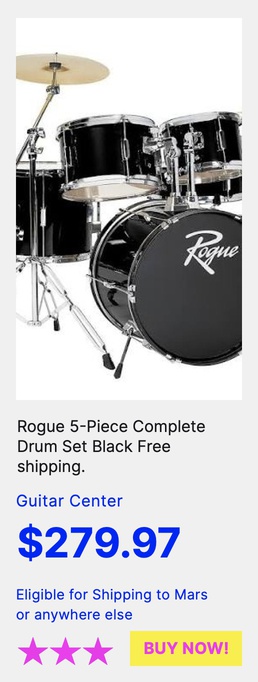 Rogue
Rogue 5-Piece Complete
Drum Set Black Free
shipping.
Guitar Center
$279.97
Eligible for Shipping to Mars
or anywhere else
BUY NOW!